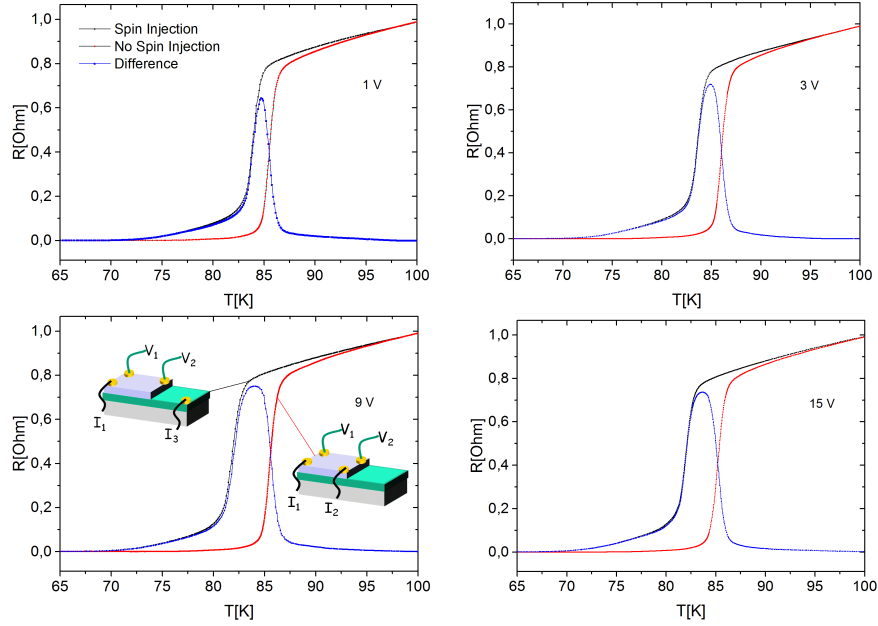 1,0
0,8
0,6
0,4
0,2
0,0
R[Ohm]
Spin Injection
No Spin Injection
Difference
1 V
65 70 75 80 85 90 95 100
T[K]
1,0
0,8
0,6
0,4
0,2
0,0
R[Ohm]
3 V
65 70 75 80 85 90 95 100
T[K]
1,0
0,8
0,6
0,4
0,2
0,0
R[Ohm]
V1
V2
I1
I3
9 V
V1
V2
I1
I2
65 70 75 80 85 90 95 100
T[K]
1,0
0,8
0,6
0,4
0,2
0,0
R[Ohm]
15 V
65 70 75 80 85 90 95 100
T[K]